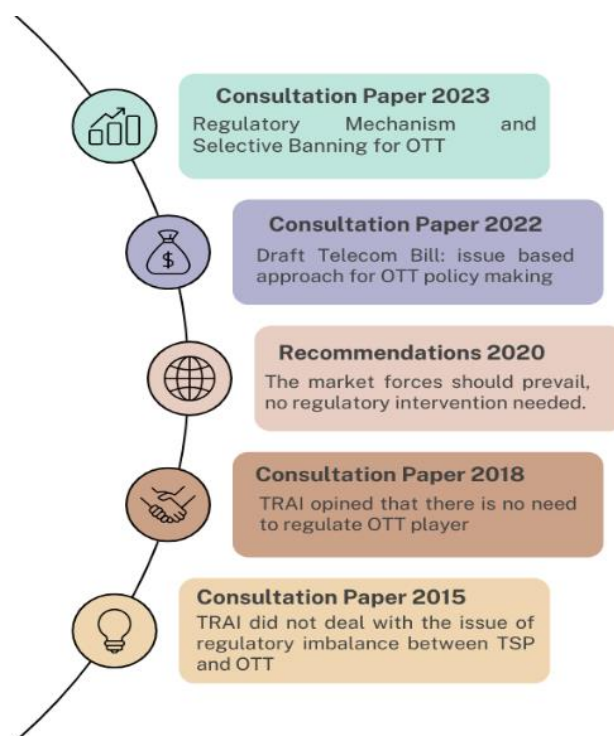 Consultation Paper 2023
Regulatory Mechanism and
Selective Banning for OTT
Consultation Paper 2022
Draft Telecom Bill: issue based
approach for OTT policy making
$
Recommendations 2020
The market forces should prevail,
no regulatory intervention needed.
Consultation Paper 2018
TRAI opined that there is no need
to regulate OTT player
Consultation Paper 2015
TRAI did not deal with the issue of
regulatory imbalance between TSP
and OTT